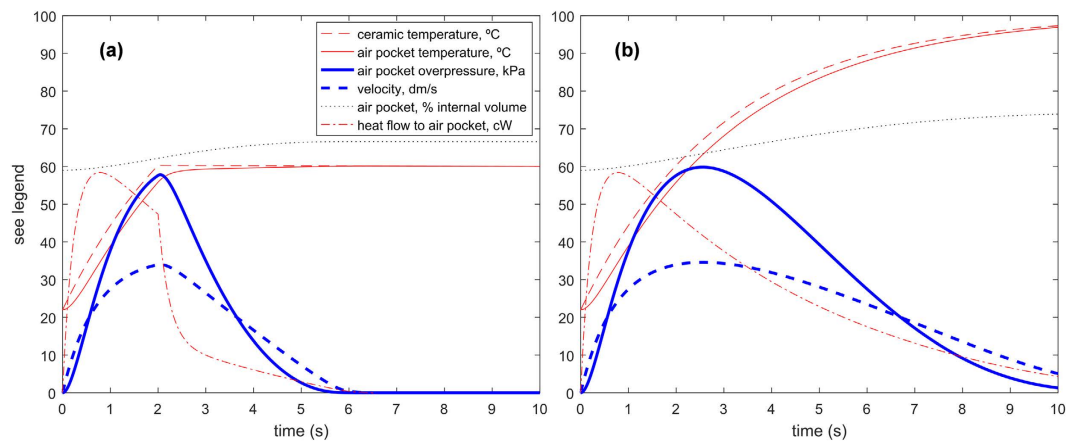 100
90
80
70
60
50
40
30
20
10
0
see legend
(a)
ceramic temperature, ºC
air pocket temperature, ºC
air pocket overpressure, kPa
velocity, dm/s
air pocket, % internal volume
heat flow to air pocket, cW
0 1 2 3 4 5 6 7 8 9 10
time (s)
100
90
80
70
60
50
40
30
20
10
0
(b)
0 1 2 3 4 5 6 7 8 9 10
time (s)